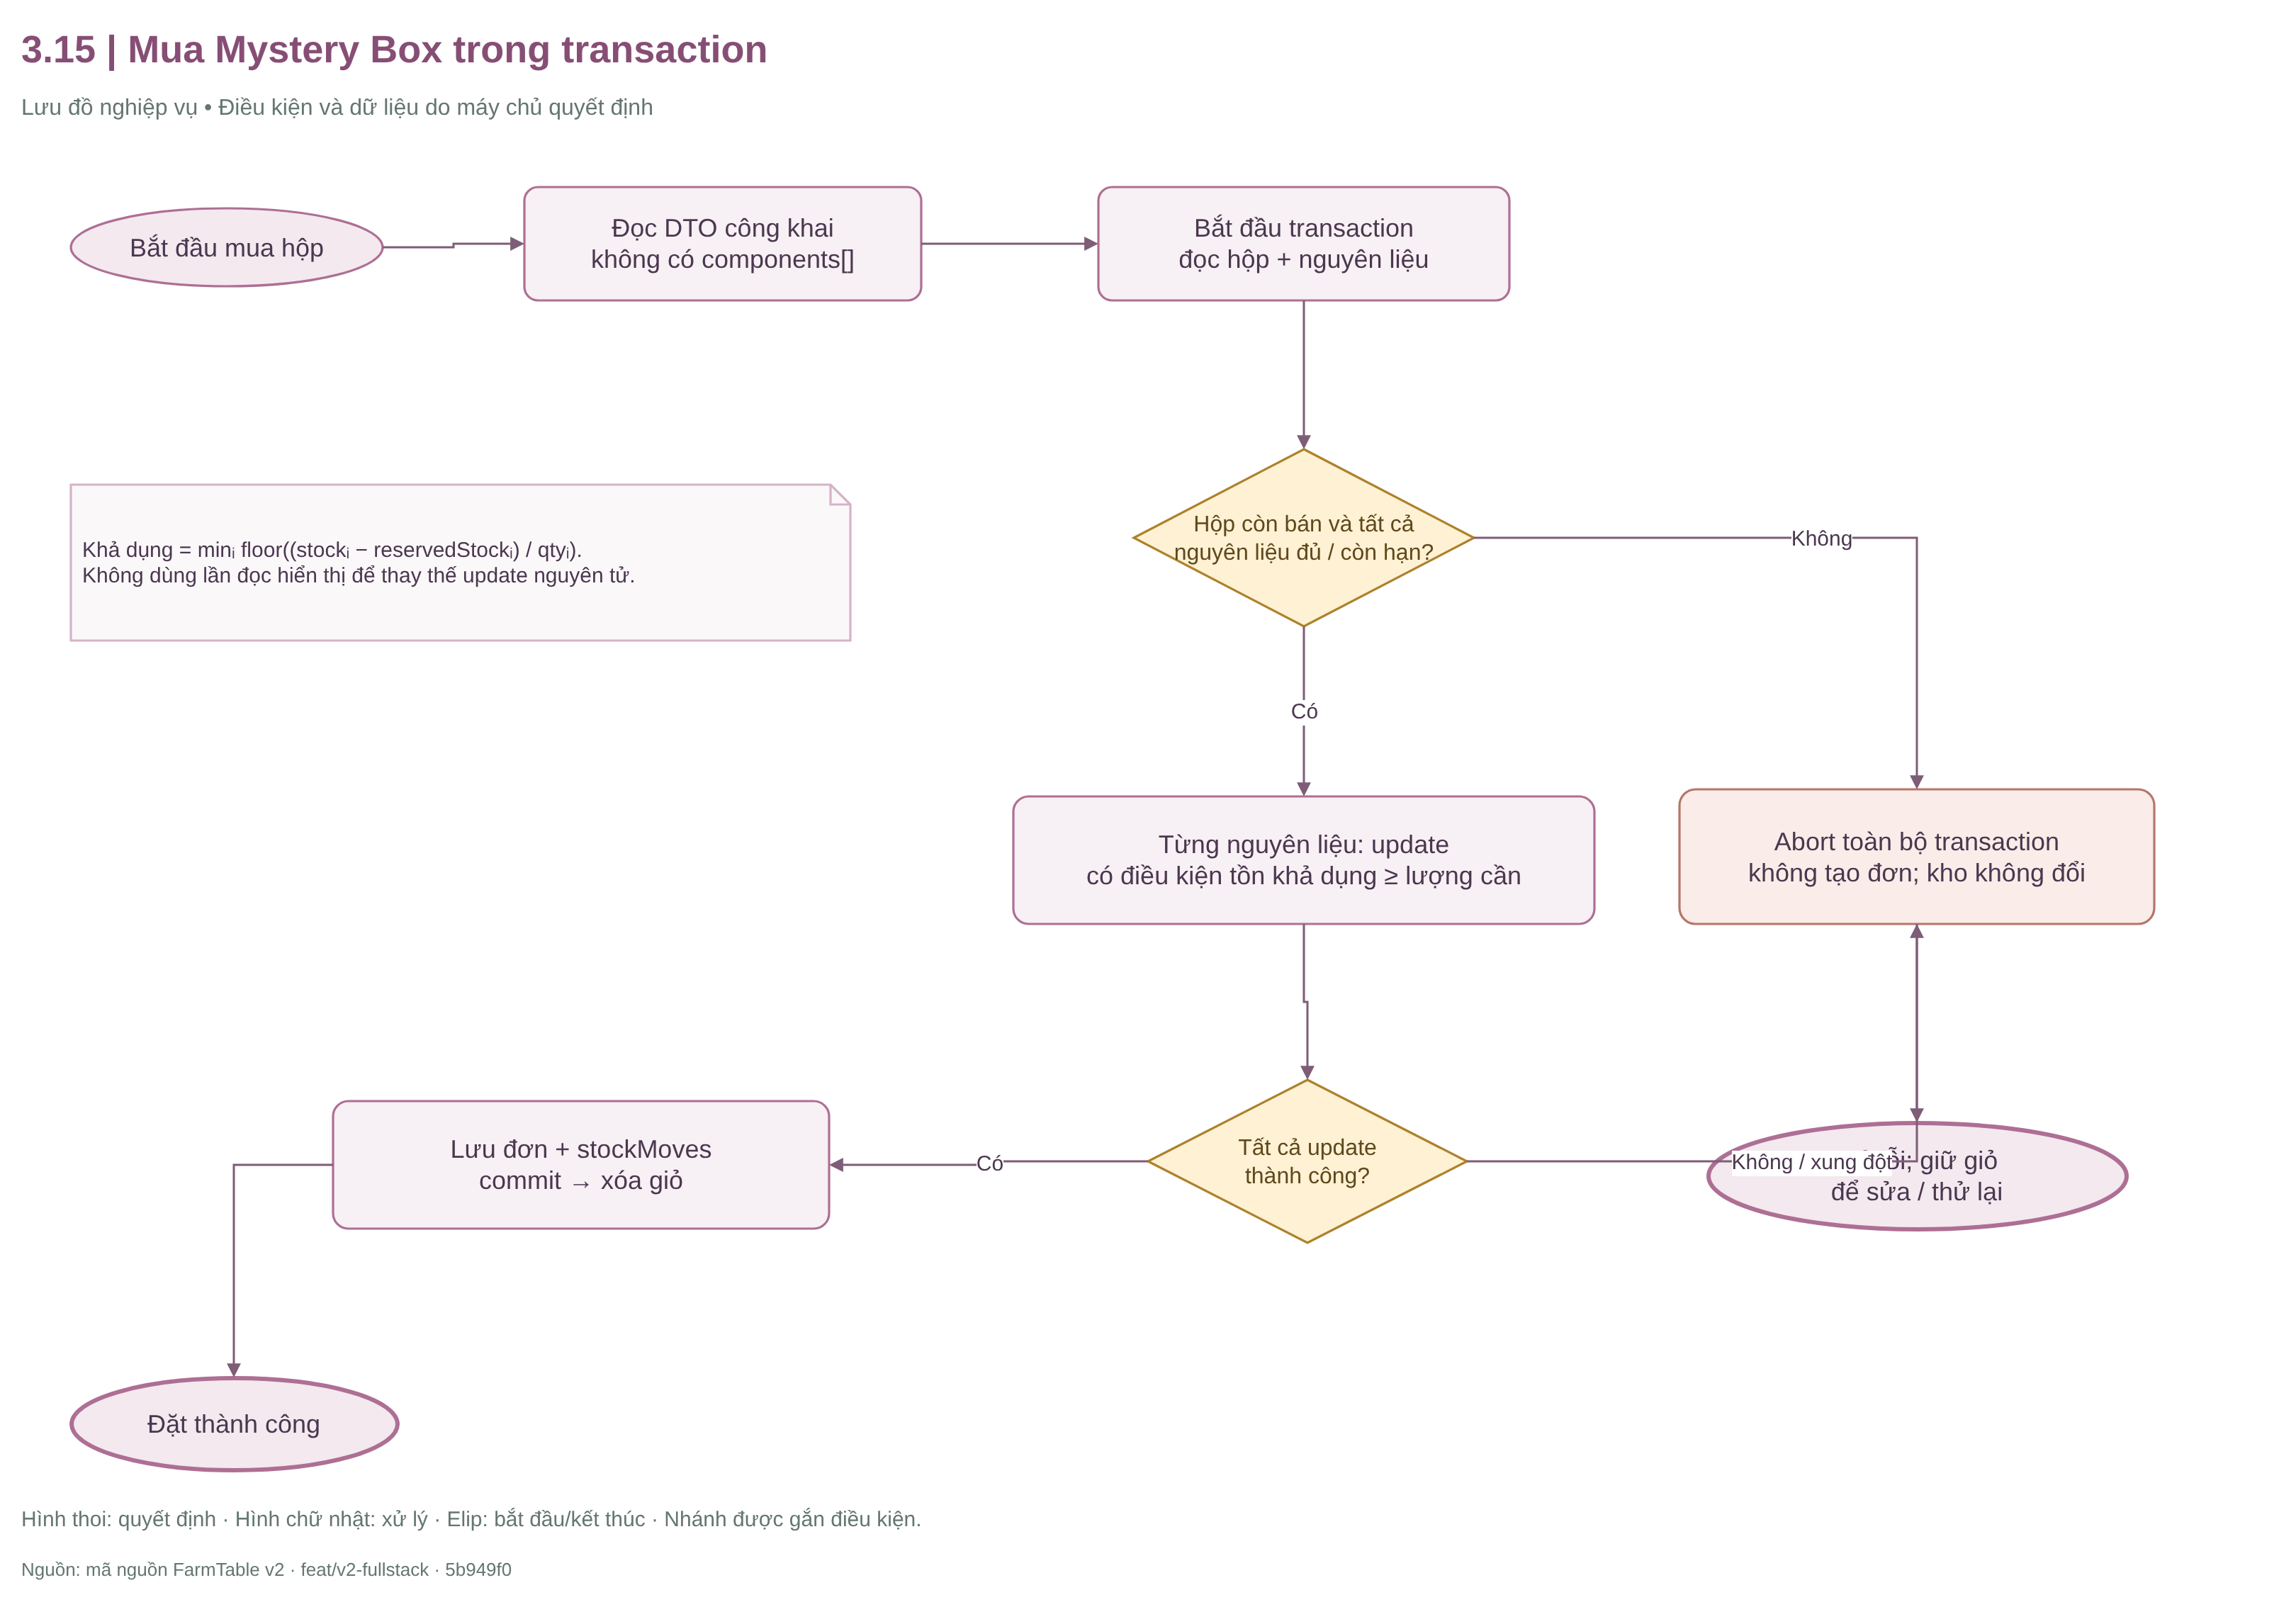 3.15 | Mua Mystery Box trong transaction
Lưu đồ nghiệp vụ • Điều kiện và dữ liệu do máy chủ quyết định
Bắt đầu mua hộp
Đọc DTO công khai
không có components[]
Bắt đầu transaction
đọc hộp + nguyên liệu
Hộp còn bán và tất cả
nguyên liệu đủ / còn hạn?
Không
Khả dụng = minᵢ floor((stockᵢ − reservedStockᵢ) / qtyᵢ).
Không dùng lần đọc hiển thị để thay thế update nguyên tử.
Có
Từng nguyên liệu: update
có điều kiện tồn khả dụng ≥ lượng cần
Abort toàn bộ transaction
không tạo đơn; kho không đổi
Lưu đơn + stockMoves
commit → xóa giỏ
Có
Tất cả update
thành công?
Không / xung đột
giữ giỏ
để sửa / thử lại
Đặt thành công
Hình thoi: quyết định · Hình chữ nhật: xử lý · Elip: bắt đầu/kết thúc · Nhánh được gắn điều kiện.
Nguồn: mã nguồn FarmTable v2 · feat/v2-fullstack · 5b949f0